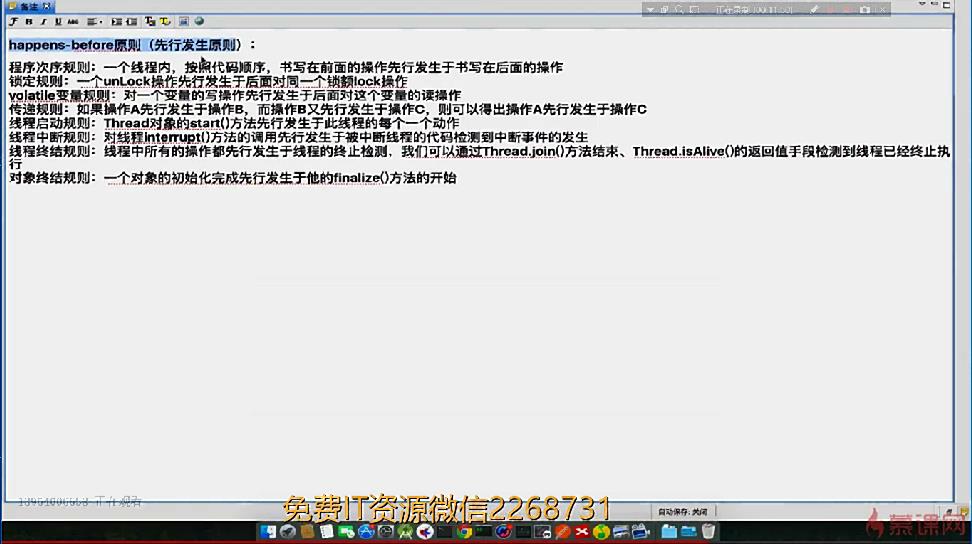 备注
正在录制 [00:11:50]
happens-before原则（先行发生原则）：
程序次序规则：一个线程内，按照代码顺序，书写在前面的操作先行发生于书写在后面的操作
锁定规则：一个unLock操作先行发生于后面对同一个锁额lock操作
volatile变量规则：对一个变量的写操作先行发生于后面对这个变量的读操作
传递规则：如果操作A先行发生于操作B，而操作B又先行发生于操作C，则可以得出操作A先行发生于操作C
线程启动规则：Thread对象的start()方法先行发生于此线程的每个一个动作
线程中断规则：对线程interrupt()方法的调用先行发生于被中断线程的代码检测到中断事件的发生
线程终结规则：线程中所有的操作都先行发生于线程的终止检测，我们可以通过Thread.join()方法结束、Thread.isAlive()的返回值手段检测到线程已经终止执
行
对象终结规则：一个对象的初始化完成先行发生于他的finalize()方法的开始
正在观看
免费IT资源微信2268731
自动保存: 关闭
慕课网